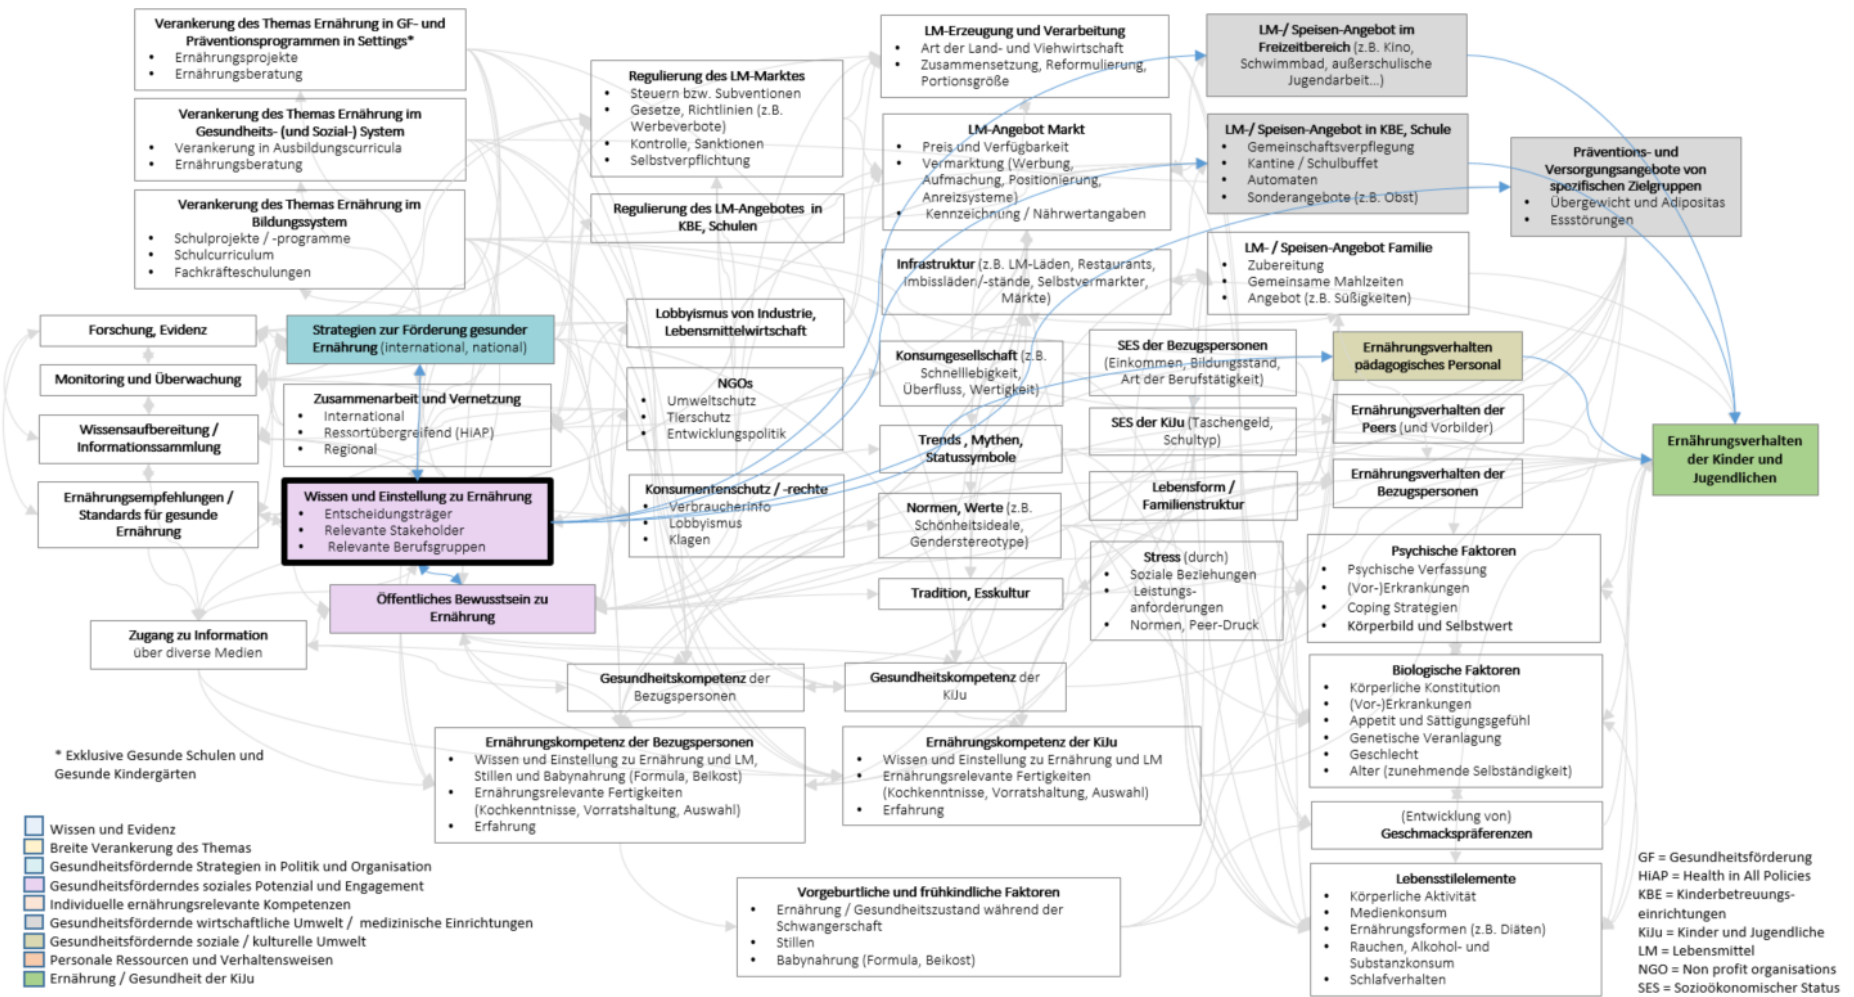 Verankerung des Themas Ernährung in GF- und
Präventionsprogrammen in Settings*
• Ernährungsprojekte
• Ernährungsberatung
Verankerung des Themas Ernährung im
Gesundheits- (und Sozial-) System
• Verankerung in Ausbildungscurricula
• Ernährungsberatung
Verankerung des Themas Ernährung im
Bildungssystem
• Schulprojekte / -programme
• Schulcurriculum
• Fachkräfteschulungen
Forschung, Evidenz
Monitoring und Überwachung
Wissensaufbereitung /
Informationssammlung
Ernährungsempfehlungen /
Standards für gesunde
Ernährung
Strategien zur Förderung gesunder
Ernährung (international, national)
Zusammenarbeit und Vernetzung
• International
• Ressortübergreifend (HiAP)
• Regional
Wissen und Einstellung zu Ernährung
• Entscheidungsträger
• Relevante Stakeholder
• Relevante Berufsgruppen
Öffentliches Bewusstsein zu
Ernährung
Zugang zu Information
über diverse Medien
Regulierung des LM-Marktes
• Steuern bzw. Subventionen
• Gesetze, Richtlinien (z.B.
Werbeverbote)
• Kontrolle, Sanktionen
• Selbstverpflichtung
Regulierung des LM-Angebotes in
KBE, Schulen
Lobbyismus von Industrie,
Lebensmittelwirtschaft
NGOs
• Umweltschutz
• Tierschutz
• Entwicklungspolitik
Konsumentenschutz / -rechte
• Verbraucherinfo
• Lobbyismus
• Klagen
Gesundheitskompetenz der
Bezugspersonen
Gesundheitskompetenz der
KiJu
Ernährungskompetenz der Bezugspersonen
• Wissen und Einstellung zu Ernährung und LM,
Stillen und Babynahrung (Formula, Beikost)
• Ernährungsrelevante Fertigkeiten
(Kochkenntnisse, Vorratshaltung, Auswahl)
• Erfahrung
Ernährungskompetenz der KiJu
• Wissen und Einstellung zu Ernährung und LM
• Ernährungsrelevante Fertigkeiten
(Kochkenntnisse, Vorratshaltung, Auswahl)
• Erfahrung
Vorgeburtliche und frühkindliche Faktoren
• Ernährung / Gesundheitszustand während der
Schwangerschaft
• Stillen
• Babynahrung (Formula, Beikost)
LM-Erzeugung und Verarbeitung
• Art der Land- und Viehwirtschaft
• Zusammensetzung, Reformulierung,
Portionsgröße
LM-Angebot Markt
• Preis und Verfügbarkeit
• Vermarktung (Werbung,
Aufmachung, Positionierung,
Anreizsysteme)
• Kennzeichnung / Nährwertangaben
Infrastruktur (z.B. LM-Läden, Restaurants,
Imbissläden/-stände, Selbstvermarkter,
Märkte)
Konsumgesellschaft (z.B.
Schnelllebigkeit,
Überfluss, Wertigkeit)
Trends , Mythen,
Statussymbole
Normen, Werte (z.B.
Schönheitsideale,
Genderstereotype)
Tradition, Esskultur
SES der Bezugspersonen
(Einkommen, Bildungsstand,
Art der Berufstätigkeit)
SES der KiJu (Taschengeld,
Schultyp)
Lebensform /
Familienstruktur
Stress (durch)
• Soziale Beziehungen
• Leistungs-
anforderungen
• Normen, Peer-Druck
LM-/ Speisen-Angebot im
Freizeitbereich (z.B. Kino,
Schwimmbad, außerschulische
Jugendarbeit...)
LM-/ Speisen-Angebot in KBE, Schule
• Gemeinschaftsverpflegung
• Kantine / Schulbuffet
• Automaten
• Sonderangebote (z.B. Obst)
LM- / Speisen-Angebot Familie
• Zubereitung
• Gemeinsame Mahlzeiten
• Angebot (z.B. Süßigkeiten)
Ernährungsverhalten
pädagogisches Personal
Ernährungsverhalten der
Peers (und Vorbilder)
Ernährungsverhalten der
Bezugspersonen
Psychische Faktoren
• Psychische Verfassung
• (Vor-)Erkrankungen
• Coping Strategien
• Körperbild und Selbstwert
Biologische Faktoren
• Körperliche Konstitution
• (Vor-)Erkrankungen
• Appetit und Sättigungsgefühl
• Genetische Veranlagung
• Geschlecht
• Alter (zunehmende Selbständigkeit)
(Entwicklung von)
Geschmackspräferenzen
Lebensstilelemente
• Körperliche Aktivität
• Medienkonsum
• Ernährungsformen (z.B. Diäten)
• Rauchen, Alkohol- und
Substanzkonsum
• Schlafverhalten
Präventions- und
Versorgungsangebote von
spezifischen Zielgruppen
• Übergewicht und Adipositas
• Essstörungen
Ernährungsverhalten
der Kinder und
Jugendlichen
* Exklusive Gesunde Schulen und
Gesunde Kindergärten
Wissen und Evidenz
Breite Verankerung des Themas
Gesundheitsfördernde Strategien in Politik und Organisation
Gesundheitsförderndes soziales Potenzial und Engagement
Individuelle ernährungsrelevante Kompetenzen
Gesundheitsfördernde wirtschaftliche Umwelt / medizinische Einrichtungen
Gesundheitsfördernde soziale / kulturelle Umwelt
Personale Ressourcen und Verhaltensweisen
Ernährung / Gesundheit der KiJu
GF = Gesundheitsförderung
HiAP = Health in All Policies
KBE = Kinderbetreuungs-
einrichtungen
KiJu = Kinder und Jugendliche
LM = Lebensmittel
NGO = Non profit organisations
SES = Sozioökonomischer Status